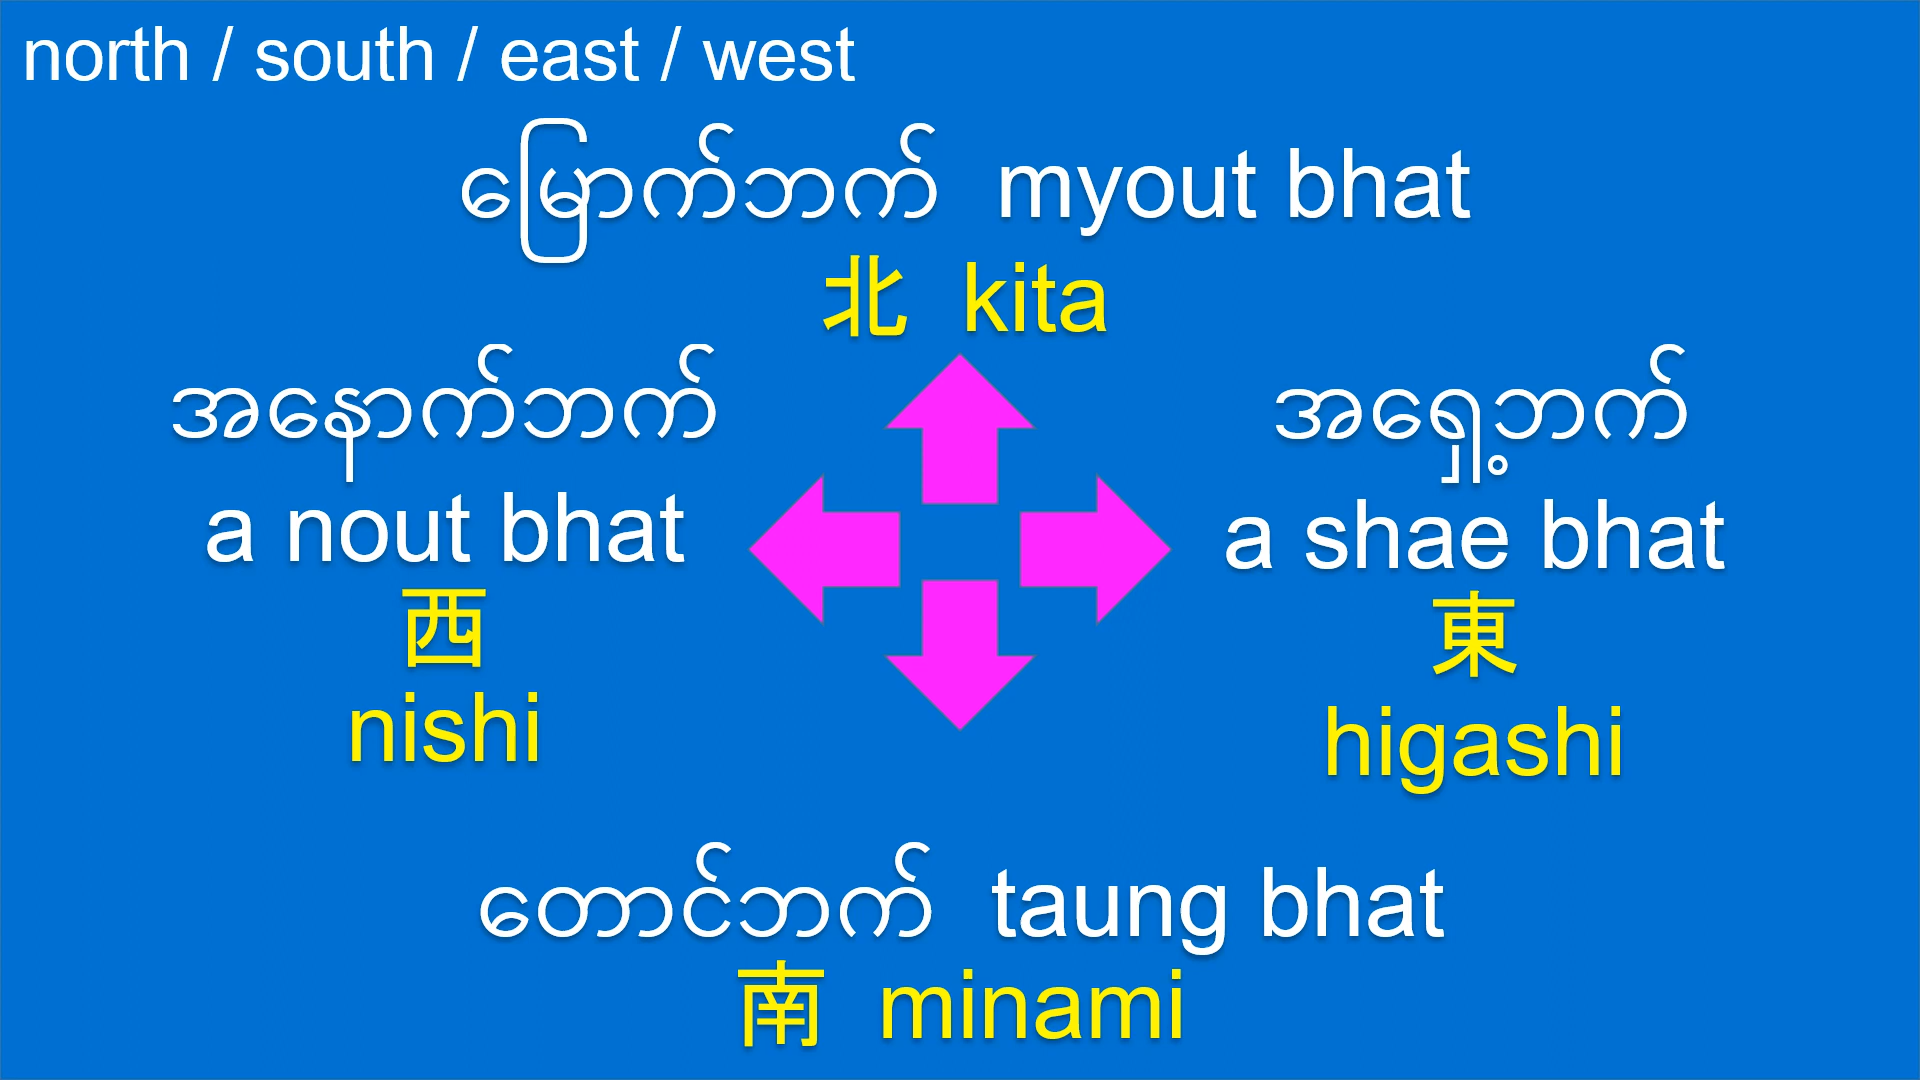 north / south / east / west
မြောက်ဘက် myout bhat
北 kita
အနောက်ဘက်
a nout bhat
西
nishi
အရှေ့ဘက်
a shae bhat
東
higashi
တောင်ဘက် taung bhat
南 minami